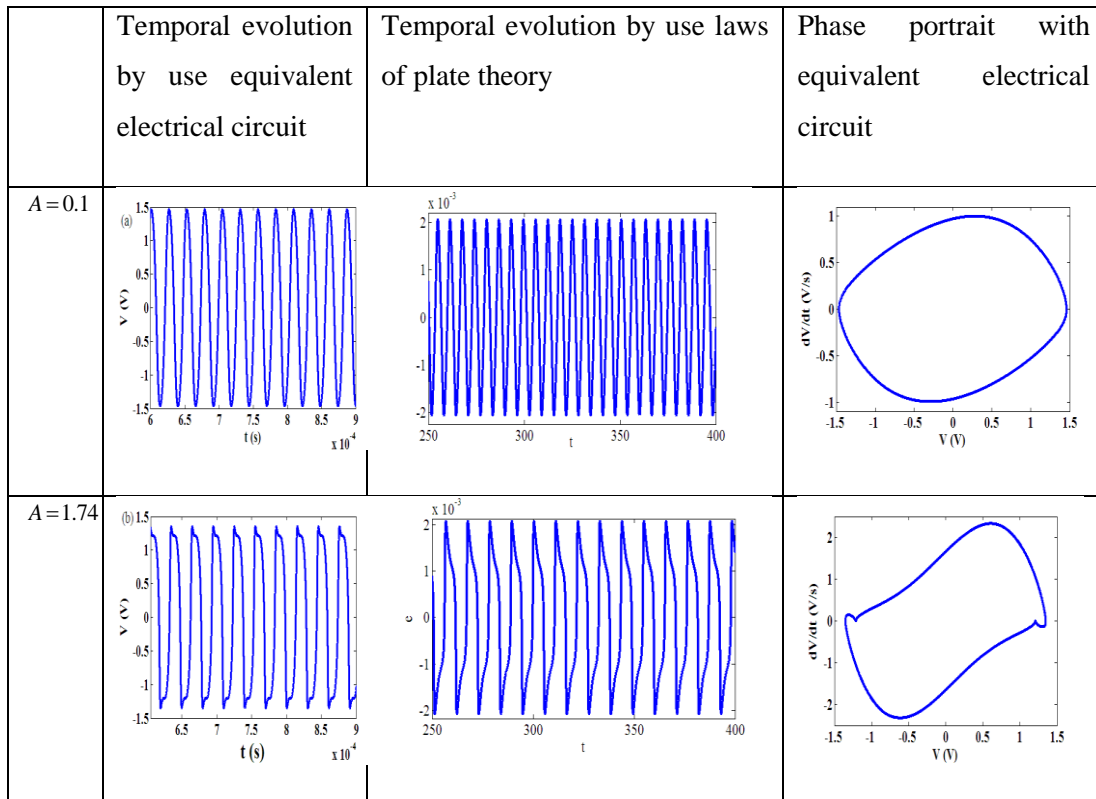 Temporal evolution
by use equivalent
electrical circuit
Temporal evolution by use laws
of plate theory
Phase portrait with
equivalent electrical
circuit
A = 0.1
(a)
1.5
1
0.5
0
-0.5
-1
-1.5
V (V)
6 6.5 7 7.5 8 8.5 9
t (s)
x 10⁻⁴
x 10⁻³
2
1
0
-1
-2
e
250 300 350 400
t
1
0.5
0
-0.5
-1
dV/dt (V/s)
-1.5 -1 -0.5 0 0.5 1 1.5
V (V)
A = 1.74
(b)
1.5
1
0.5
0
-0.5
-1
-1.5
V (V)
6.5 7 7.5 8 8.5 9
t (s)
x 10⁻⁴
x 10⁻³
2
1
0
-1
-2
e
250 300 350 400
t
2
1
0
-1
-2
dV/dt (V/s)
-1.5 -1 -0.5 0 0.5 1 1.5
V (V)